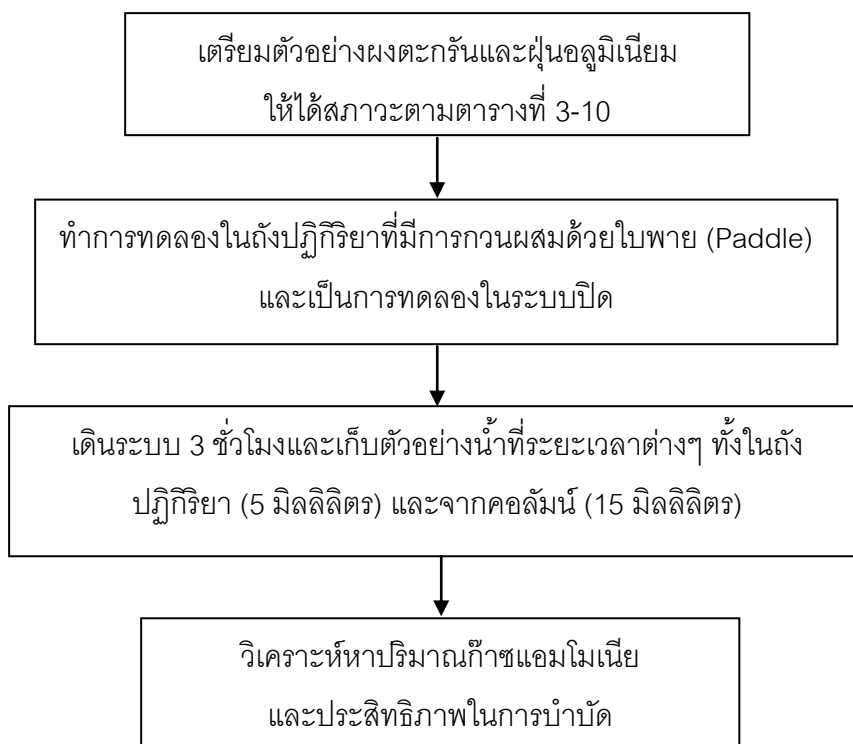 เตรียมตัวอย่างผงตะกรันและฝุ่นอลูมิเนียม
ให้ได้สภาวะตามตารางที่ 3-10
ทำการทดลองในถังปฏิกิริยาที่มีการกวนผสมด้วยใบพาย (Paddle)
และเป็นการทดลองในระบบปิด
เดินระบบ 3 ชั่วโมงและเก็บตัวอย่างน้ำที่ระยะเวลาต่างๆ ทั้งในถัง
ปฏิกิริยา (5 มิลลิลิตร) และจากคอลัมน์ (15 มิลลิลิตร)
วิเคราะห์หาปริมาณก๊าซแอมโมเนีย
และประสิทธิภาพในการบำบัด